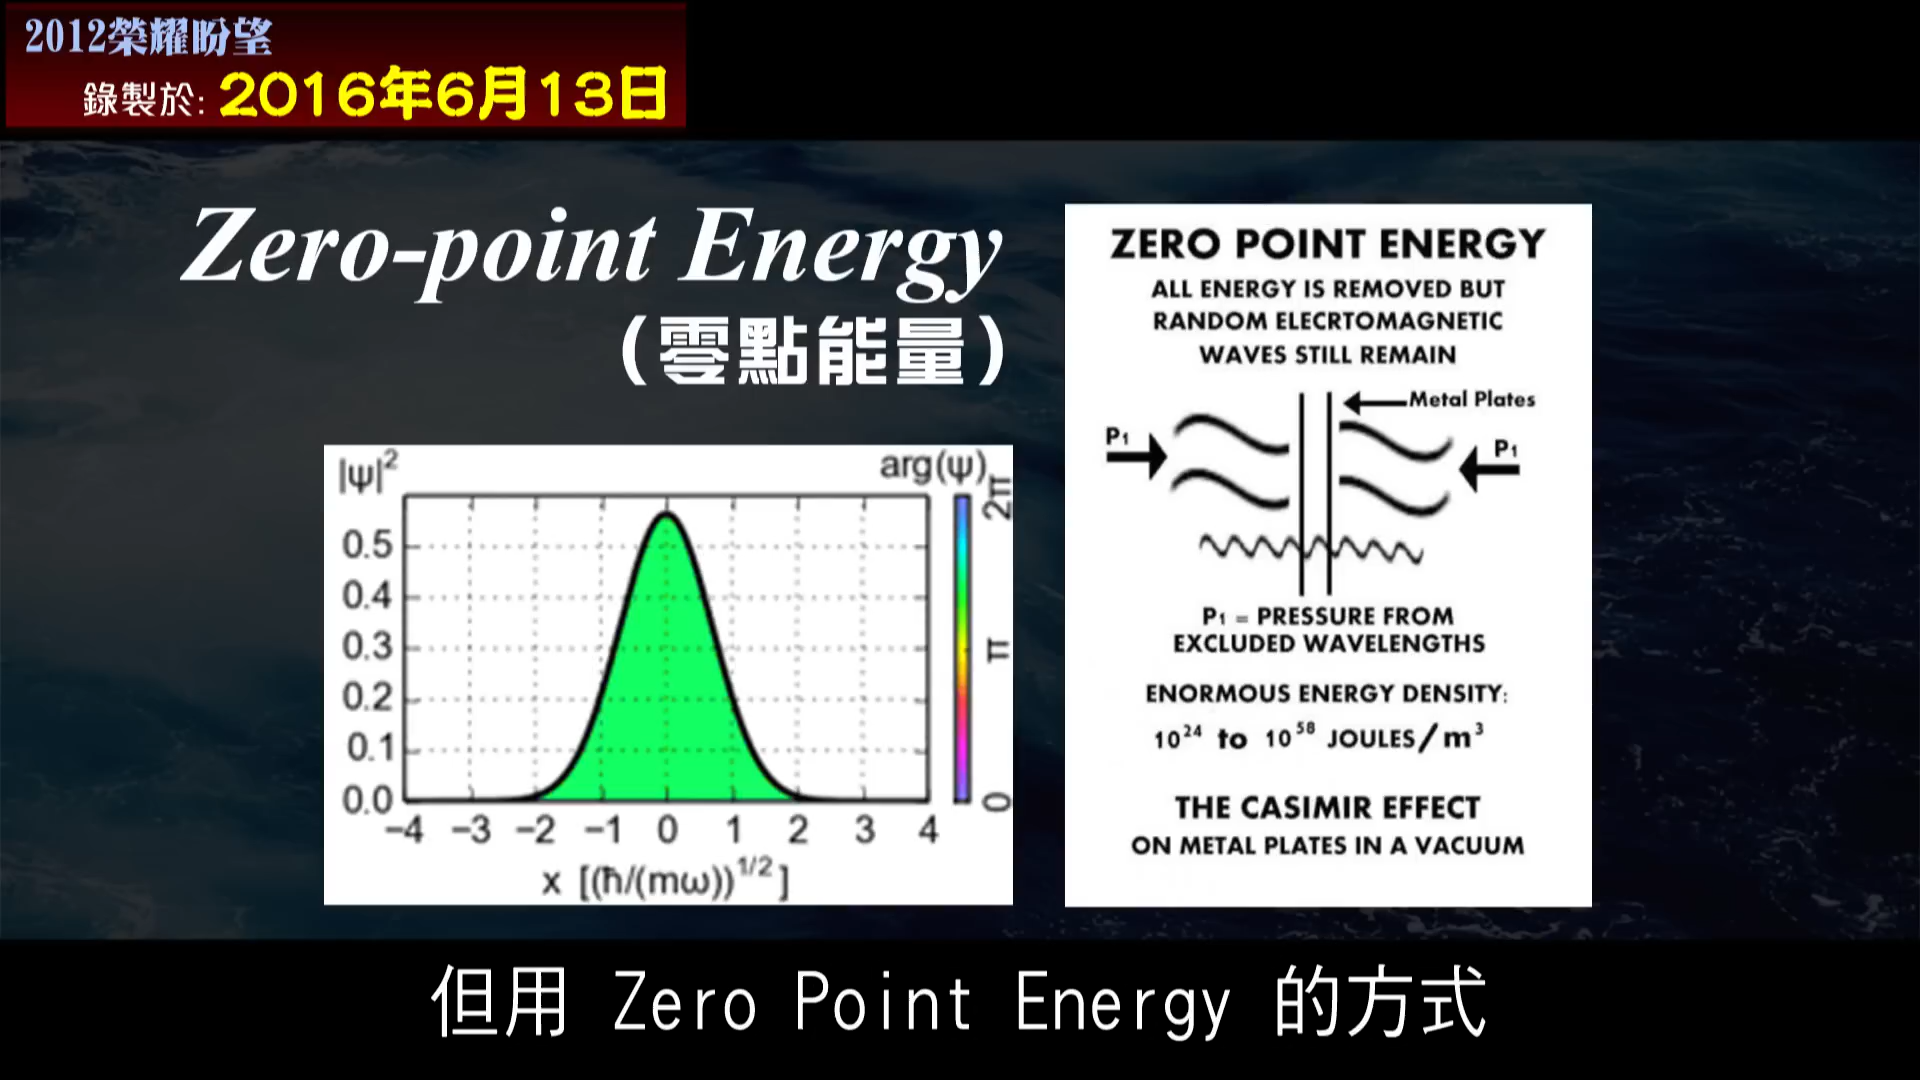 2012榮耀盼望
錄製於: 2016年6月13日
Zero-point Energy
(零點能量)
|ψ|²
arg(ψ)
0.5
0.4
0.3
0.2
0.1
0.0
−4 −3 −2 −1 0 1 2 3 4
x [(ħ/(mω))^1/2]
2π
π
0
ZERO POINT ENERGY
ALL ENERGY IS REMOVED BUT
RANDOM ELECRTOMAGNETIC
WAVES STILL REMAIN
Metal Plates
P₁
P₁
P₁ = PRESSURE FROM
EXCLUDED WAVELENGTHS
ENORMOUS ENERGY DENSITY:
10²⁴ to 10⁵⁸ JOULES/m³
THE CASIMIR EFFECT
ON METAL PLATES IN A VACUUM
但用 Zero Point Energy 的方式